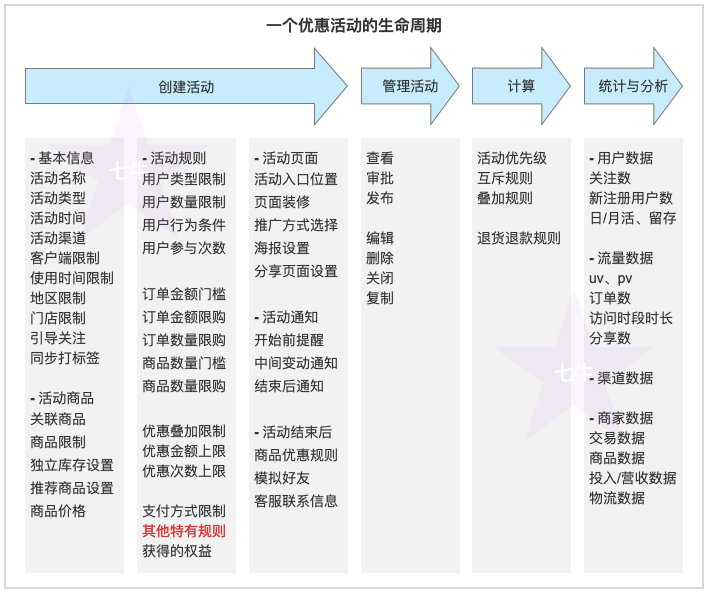 一个优惠活动的生命周期
创建活动
管理活动
计算
统计与分析
- 基本信息
活动名称
活动类型
活动时间
活动渠道
客户端限制
使用时间限制
地区限制
门店限制
引导关注
同步打标签
- 活动商品
关联商品
商品限制
独立库存设置
推荐商品设置
商品价格
- 活动规则
用户类型限制
用户数量限制
用户行为条件
用户参与次数
订单金额门槛
订单金额限购
订单数量限购
商品数量门槛
商品数量限购
优惠叠加限制
优惠金额上限
优惠次数上限
支付方式限制
其他特有规则
获得的权益
- 活动页面
活动入口位置
页面装修
推广方式选择
海报设置
分享页面设置
- 活动通知
开始前提醒
中间变动通知
结束后通知
- 活动结束后
商品优惠规则
模拟好友
客服联系信息
查看
审批
发布
编辑
删除
关闭
复制
活动优先级
互斥规则
叠加规则
退货退款规则
- 用户数据
关注数
新注册用户数
日/月活、留存
- 流量数据
uv、pv
订单数
访问时段时长
分享数
- 渠道数据
- 商家数据
交易数据
商品数据
投入/营收数据
物流数据
七牛
七牛